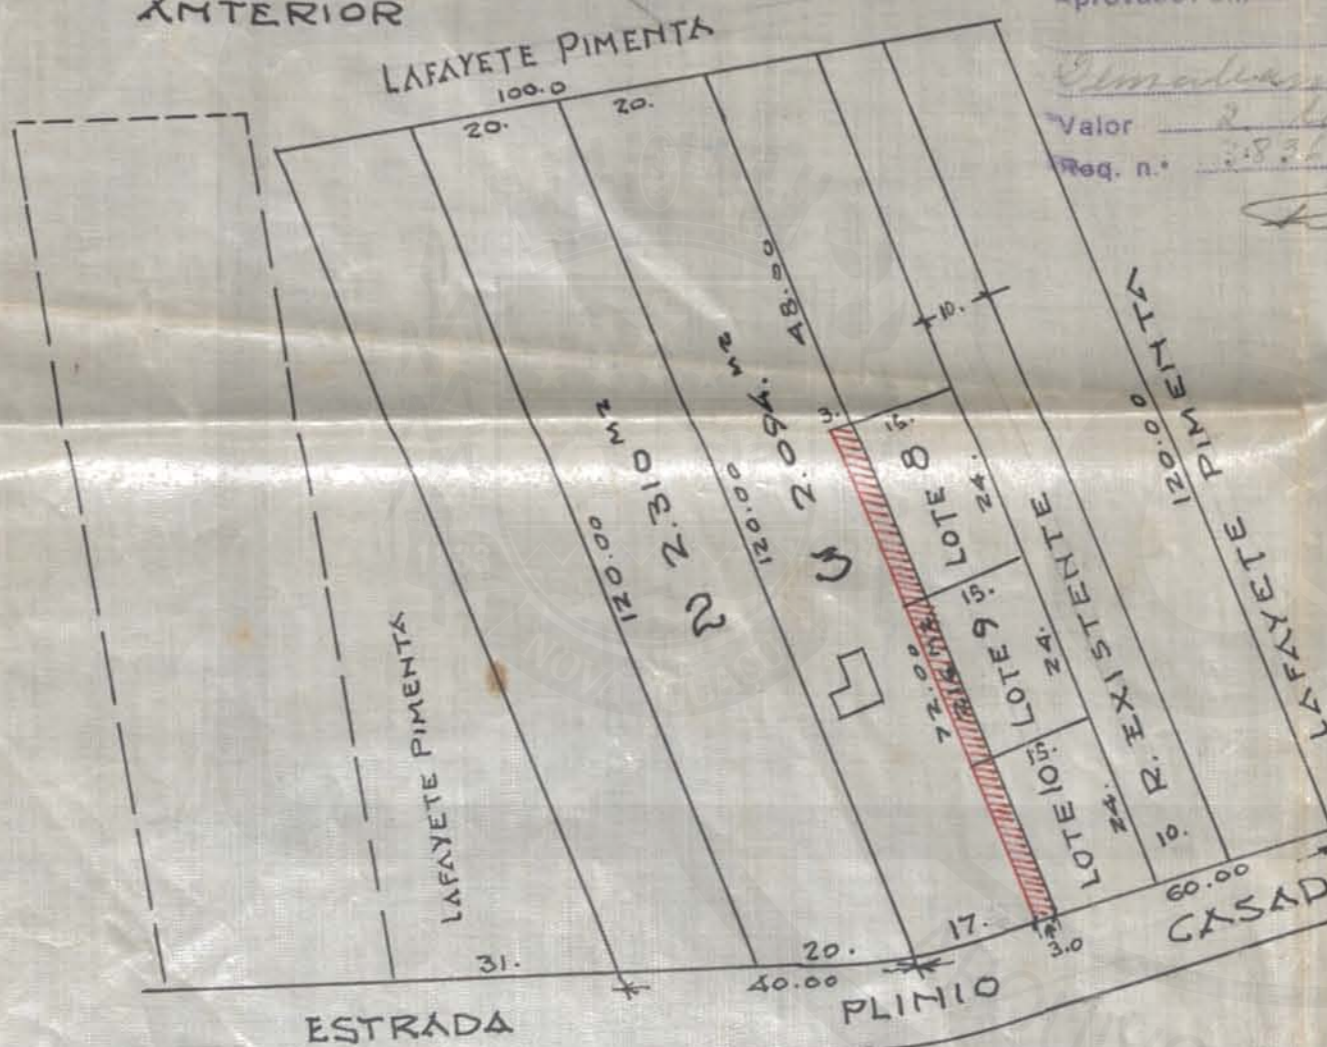 ANTERIOR
LAFAYETE PIMENTA
100.0
20.
20.
Valor 2.
Req. n.º
48.00
10.
LAFAYETE PIMENTA
120.00
2.310 M2
2
120.00
2.084. M2
3
120.00
3.
16.
LOTE 8
24.
15.
LOTE 9
24.
72.00
15.
LOTE 10
24.
R. EXISTENTE
10.
LAFAYETE PIMENTA
31.
20.
40.00
17.
3.0
60.00
ESTRADA PLINIO CASAD